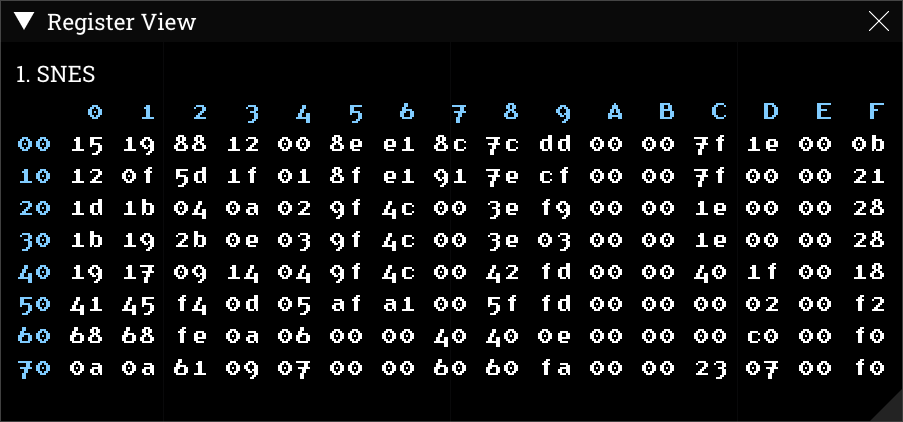 Register View
1. SNES
0 1 2 3 4 5 6 7 8 9 A B C D E F
00 15 19 88 12 00 8e e1 8c 7c dd 00 00 7f 1e 00 0b
10 12 0f 5d 1f 01 8f e1 91 7e cf 00 00 7f 00 00 21
20 1d 1b 04 0a 02 9f 4c 00 3e f9 00 00 1e 00 00 28
30 1b 19 2b 0e 03 9f 4c 00 3e 03 00 00 1e 00 00 28
40 19 17 09 14 04 9f 4c 00 42 fd 00 00 40 1f 00 18
50 41 45 f4 0d 05 af a1 00 5f fd 00 00 00 02 00 f2
60 68 68 fe 0a 06 00 00 40 40 0e 00 00 00 c0 00 f0
70 0a 0a 61 09 07 00 00 60 60 fa 00 00 23 07 00 f0